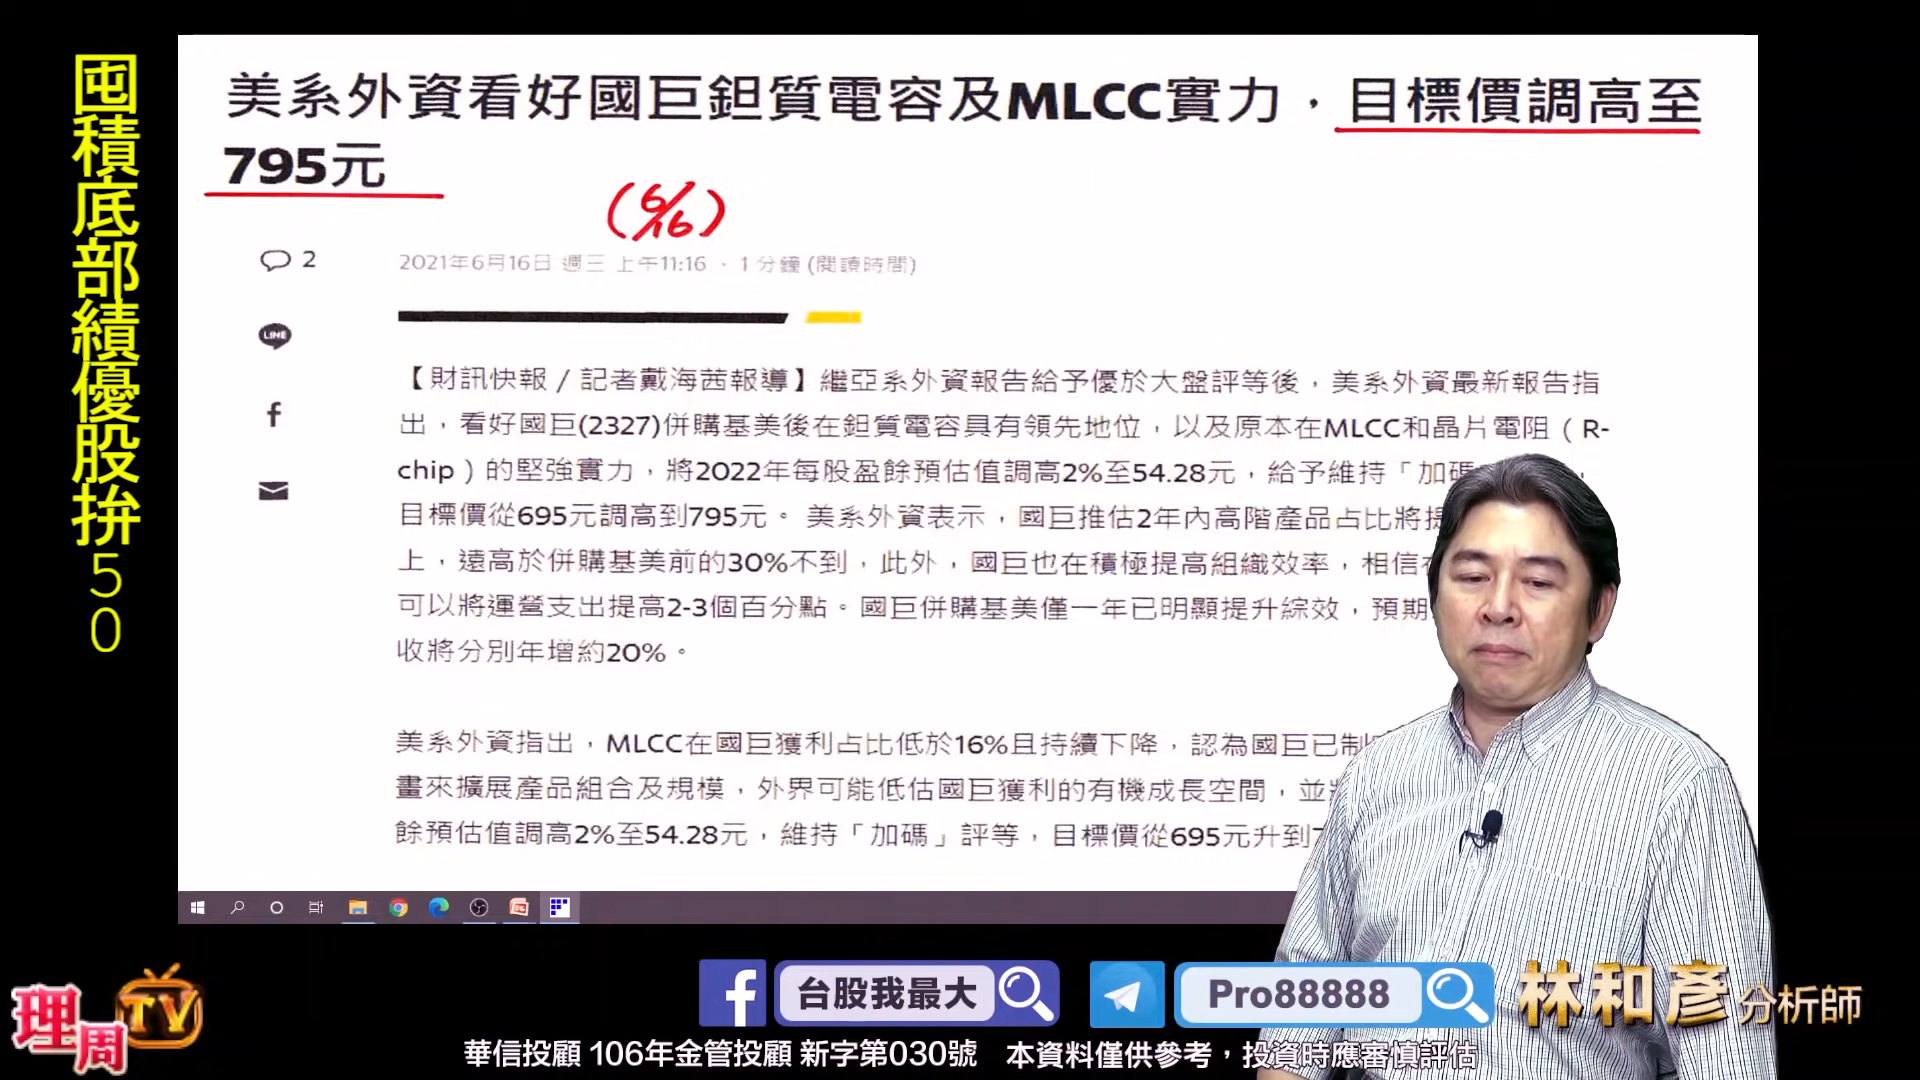 囤積底部績優股拚50
美系外資看好國巨鉭質電容及MLCC實力，目標價調高至
795元
(6/16)
2
2021年6月16日 週三 上午11:16 · 1 分鐘 (閱讀時間)
LINE
【財訊快報／記者戴海茜報導】繼亞系外資報告給予優於大盤評等後，美系外資最新報告指
出，看好國巨(2327)併購基美後在鉭質電容具有領先地位，以及原本在MLCC和晶片電阻（R-
chip）的堅強實力，將2022年每股盈餘預估值調高2%至54.28元，給予維持「加碼
目標價從695元調高到795元。 美系外資表示，國巨推估2年內高階產品占比將提
上，遠高於併購基美前的30%不到，此外，國巨也在積極提高組織效率，相信在
可以將運營支出提高2-3個百分點。國巨併購基美僅一年已明顯提升綜效，預期
收將分別年增約20%。
美系外資指出，MLCC在國巨獲利占比低於16%且持續下降，認為國巨已制
畫來擴展產品組合及規模，外界可能低估國巨獲利的有機成長空間，並將
餘預估值調高2%至54.28元，維持「加碼」評等，目標價從695元升到7
理周TV
台股我最大
Pro88888
林和彥分析師
華信投顧 106年金管投顧 新字第030號 本資料僅供參考，投資時應審慎評估